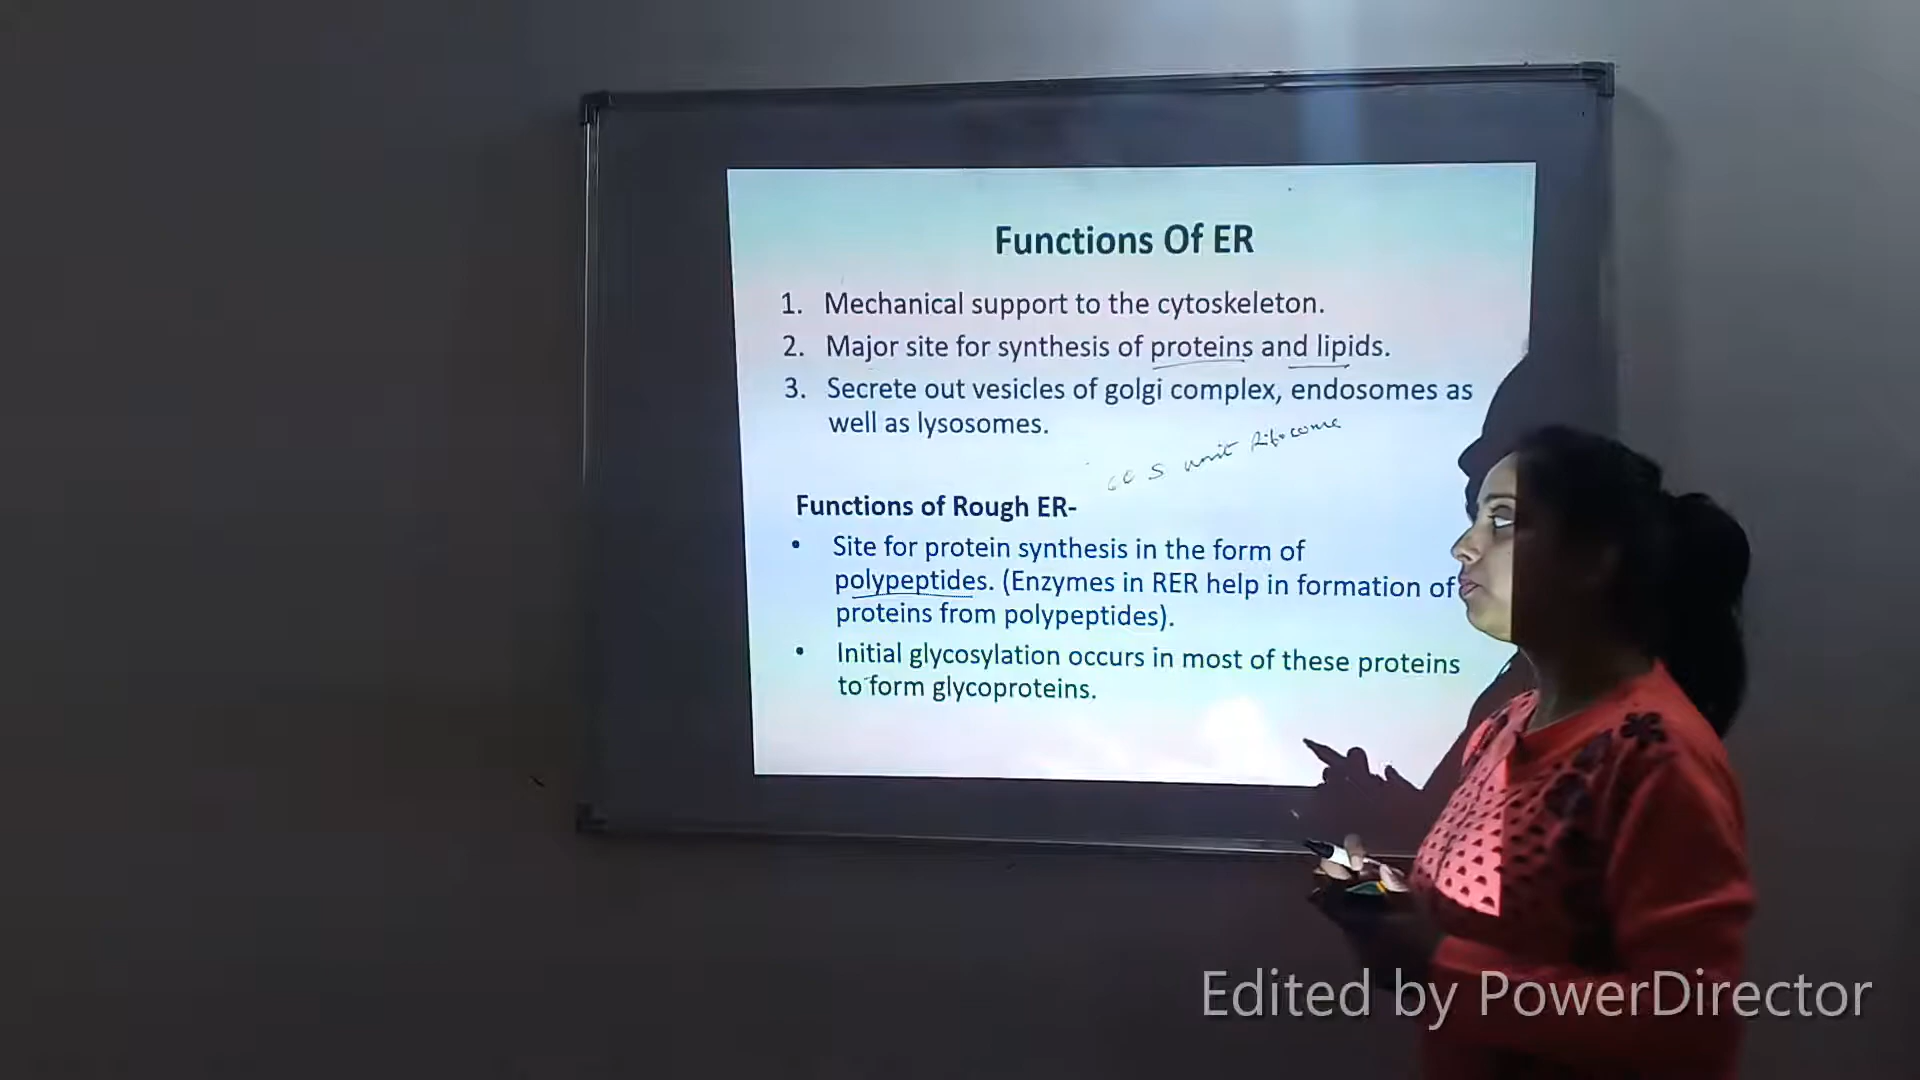 Functions Of ER
1. Mechanical support to the cytoskeleton.
2. Major site for synthesis of proteins and lipids.
3. Secrete out vesicles of golgi complex, endosomes as
well as lysosomes.
60 S unit Ribosome
Functions of Rough ER-
• Site for protein synthesis in the form of
polypeptides. (Enzymes in RER help in formation of
proteins from polypeptides).
• Initial glycosylation occurs in most of these proteins
to form glycoproteins.
Edited by PowerDirector